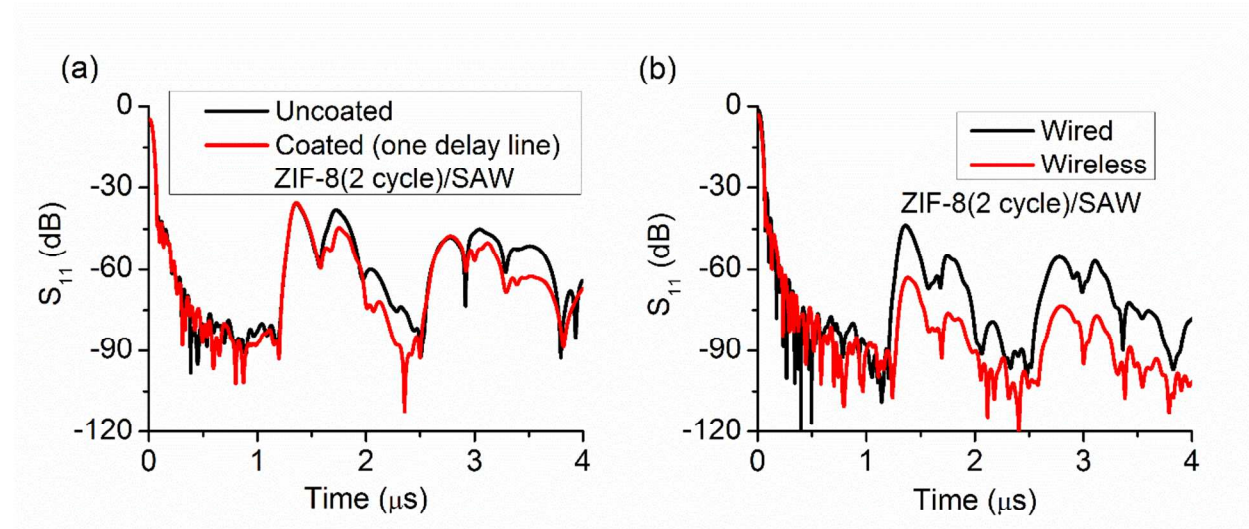 (a)
Uncoated
Coated (one delay line)
ZIF-8(2 cycle)/SAW
0
-30
-60
-90
-120
S₁₁ (dB)
0 1 2 3 4
Time (μs)
(b)
Wired
Wireless
ZIF-8(2 cycle)/SAW
0
-30
-60
-90
-120
S₁₁ (dB)
0 1 2 3 4
Time (μs)